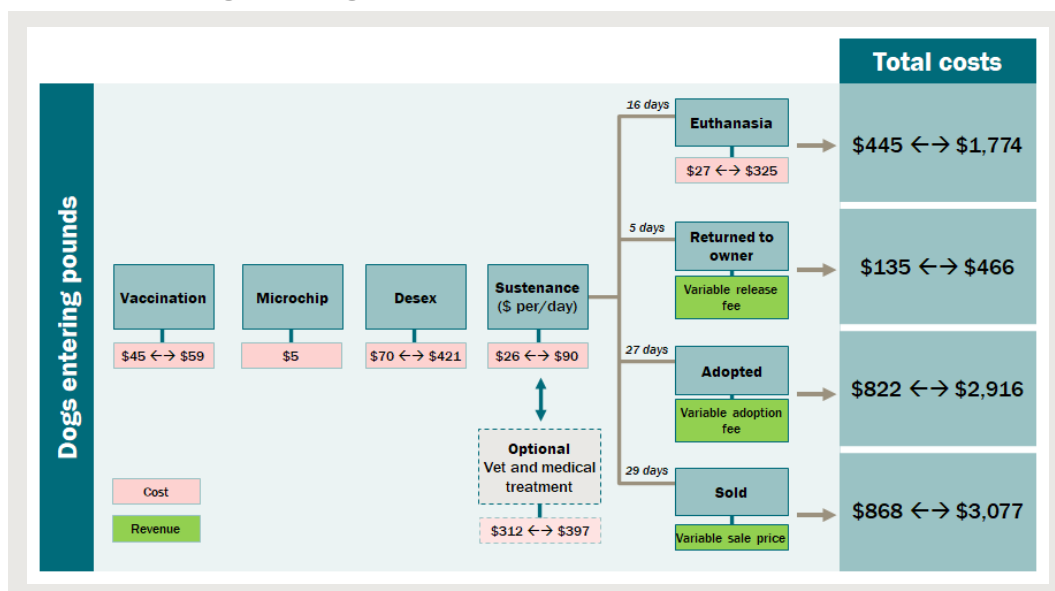 Total costs
Dogs entering pounds
Vaccination
$45 ←→ $59
Microchip
$5
Desex
$70 ←→ $421
Sustenance
($ per/day)
$26 ←→ $90
Optional
Vet and medical
treatment
$312 ←→ $397
16 days
Euthanasia
$27 ←→ $325
$445 ←→ $1,774
5 days
Returned to
owner
Variable release
fee
$135 ←→ $466
27 days
Adopted
Variable adoption
fee
$822 ←→ $2,916
29 days
Sold
Variable sale price
$868 ←→ $3,077
Cost
Revenue